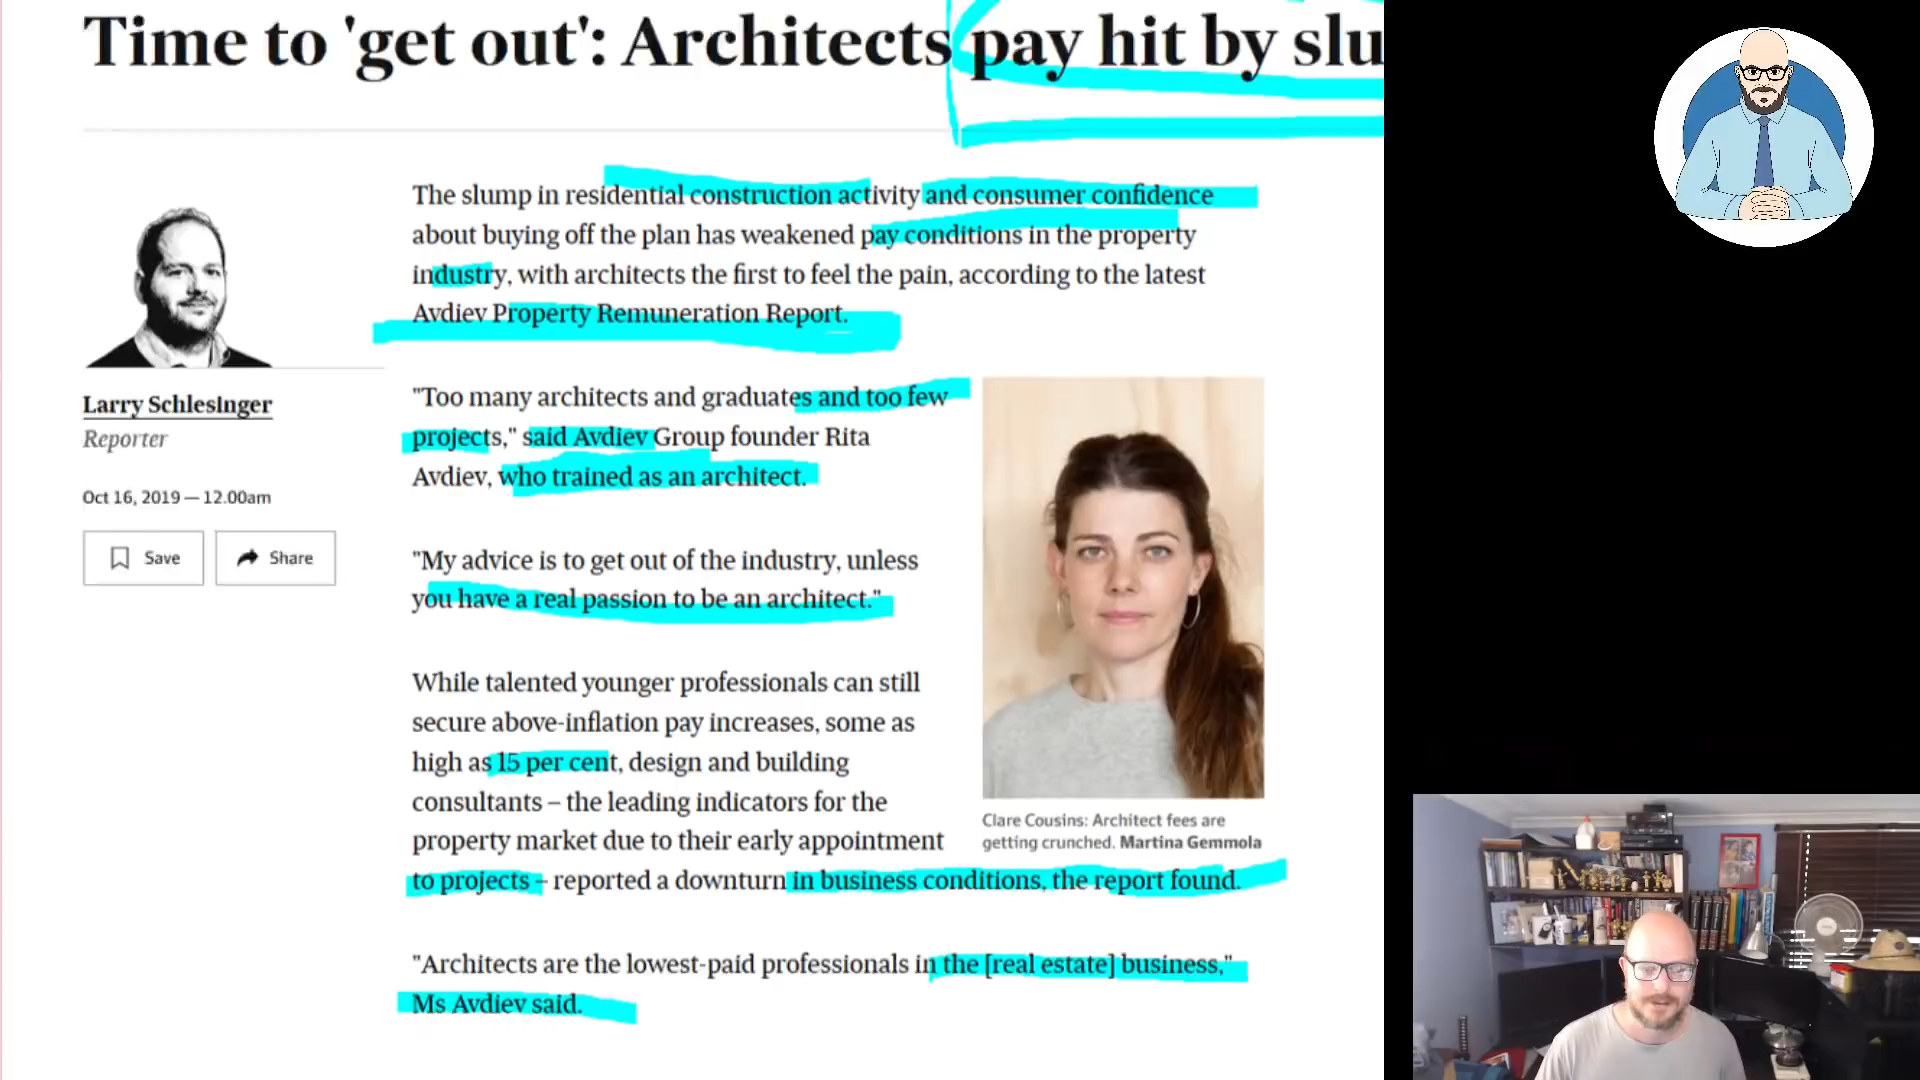 Time to 'get out': Architects pay hit by slu
The slump in residential construction activity and consumer confidence
about buying off the plan has weakened pay conditions in the property
industry, with architects the first to feel the pain, according to the latest
Avdiev Property Remuneration Report.
Larry Schlesinger
Reporter
Oct 16, 2019 — 12.00am
Save
Share
"Too many architects and graduates and too few
projects," said Avdiev Group founder Rita
Avdiev, who trained as an architect.
"My advice is to get out of the industry, unless
you have a real passion to be an architect."
While talented younger professionals can still
secure above-inflation pay increases, some as
high as 15 per cent, design and building
consultants – the leading indicators for the
property market due to their early appointment
to projects – reported a downturn in business conditions, the report found.
Clare Cousins: Architect fees are
getting crunched. Martina Gemmola
"Architects are the lowest-paid professionals in the [real estate] business,"
Ms Avdiev said.